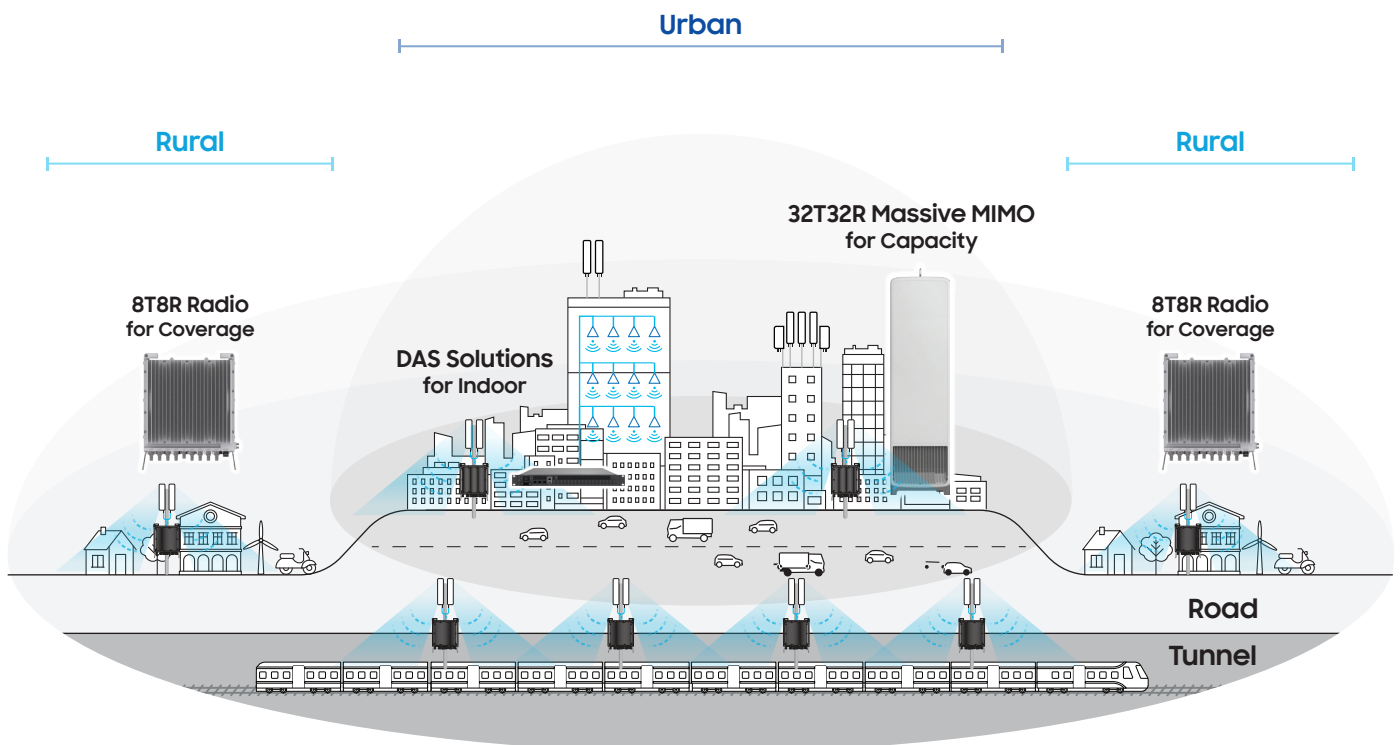 Urban
Rural
Rural
32T32R Massive MIMO
for Capacity
8T8R Radio
for Coverage
8T8R Radio
for Coverage
DAS Solutions
for Indoor
Road
Tunnel